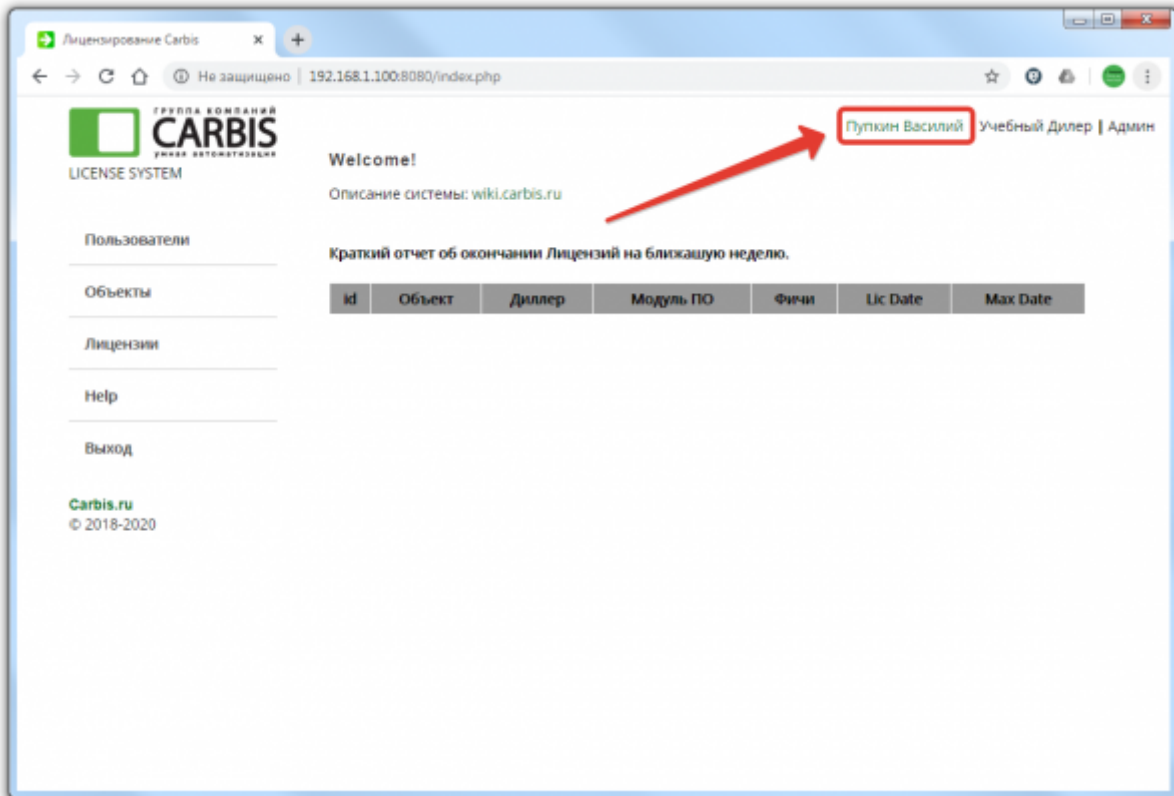 Лицензирование Carbis
Не защищено | 192.168.1.100:8080/index.php
ГРУППА КОМПАНИЙ
CARBIS
умная автоматизация
LICENSE SYSTEM
Пупкин Василий Учебный Дилер | Админ
Welcome!
Описание системы: wiki.carbis.ru
Пользователи
Объекты
Лицензии
Help
Выход
Carbis.ru
© 2018-2020
Краткий отчет об окончании Лицензий на ближашую неделю.
id Объект Диллер Модуль ПО Фичи Lic Date Max Date